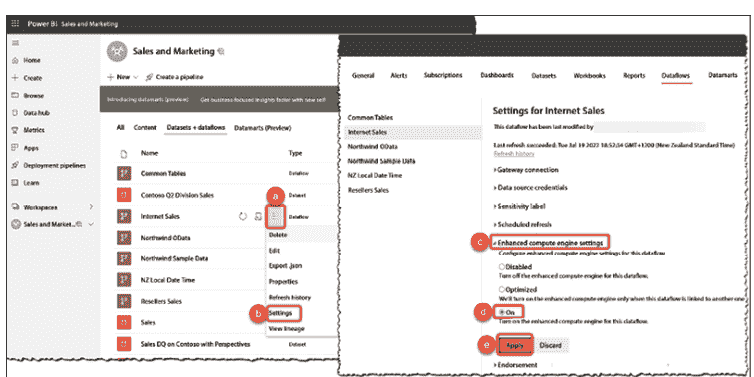 Power BI Sales and Marketing
Home
Create
Browse
Data hub
Metrics
Apps
Deployment pipelines
Learn
Workspaces
Sales and Market...
Sales and Marketing
+ New Create a pipeline
Introducing datamarts (preview) Get business-focused insights faster with new self
All Content Datasets + dataflows Datamarts (Preview)
Name Type
Common Tables Dataflow
Contoso Q2 Division Sales Dataset
a
Internet Sales Dataflow
Northwind OData
Northwind Sample Data
NZ Local Date Time
Resellers Sales
Sales
Sales DQ on Contoso with Perspectives Dataset
Delete
Edit
Export .json
Properties
Refresh history
b Settings
View lineage
General Alerts Subscriptions Dashboards Datasets Workbooks Reports Dataflows Datamarts
Common Tables
Internet Sales
Northwind OData
Northwind Sample Data
NZ Local Date Time
Resellers Sales
Settings for Internet Sales
This dataflow has been last modified by
Last refresh succeeded: Tue Jul 19 2022 GMT+1200 (New Zealand Standard Time)
Refresh history
Gateway connection
Data source credentials
Sensitivity label
Scheduled refresh
c Enhanced compute engine settings
Configure enhanced compute engine settings for this dataflow.
Disabled
Turn off the enhanced compute engine for this dataflow.
Optimized
We'll turn on the enhanced compute engine only when this dataflow is linked to another one
d On
Turn on the enhanced compute engine for this dataflow.
e Apply Discard
Endorsement